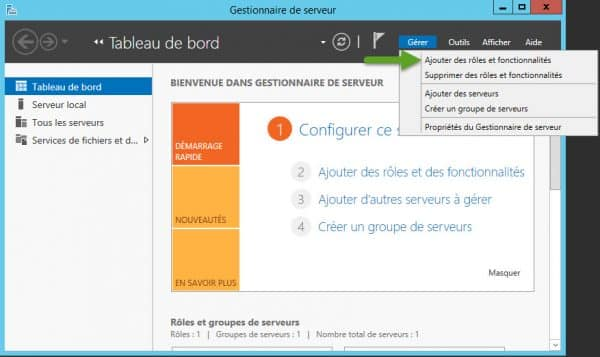 Gestionnaire de serveur
Tableau de bord
Gérer
Outils
Afficher
Aide
Ajouter des rôles et fonctionnalités
Supprimer des rôles et fonctionnalités
Ajouter des serveurs
Créer un groupe de serveurs
Propriétés du Gestionnaire de serveur
Tableau de bord
Serveur local
Tous les serveurs
Services de fichiers et d...
BIENVENUE DANS GESTIONNAIRE DE SERVEUR
DÉMARRAGE
RAPIDE
NOUVEAUTÉS
EN SAVOIR PLUS
1 Configurer ce s
2 Ajouter des rôles et des fonctionnalités
3 Ajouter d'autres serveurs à gérer
4 Créer un groupe de serveurs
Masquer
Rôles et groupes de serveurs
Rôles : 1 | Groupes de serveurs : 1 | Nombre total de serveurs : 1